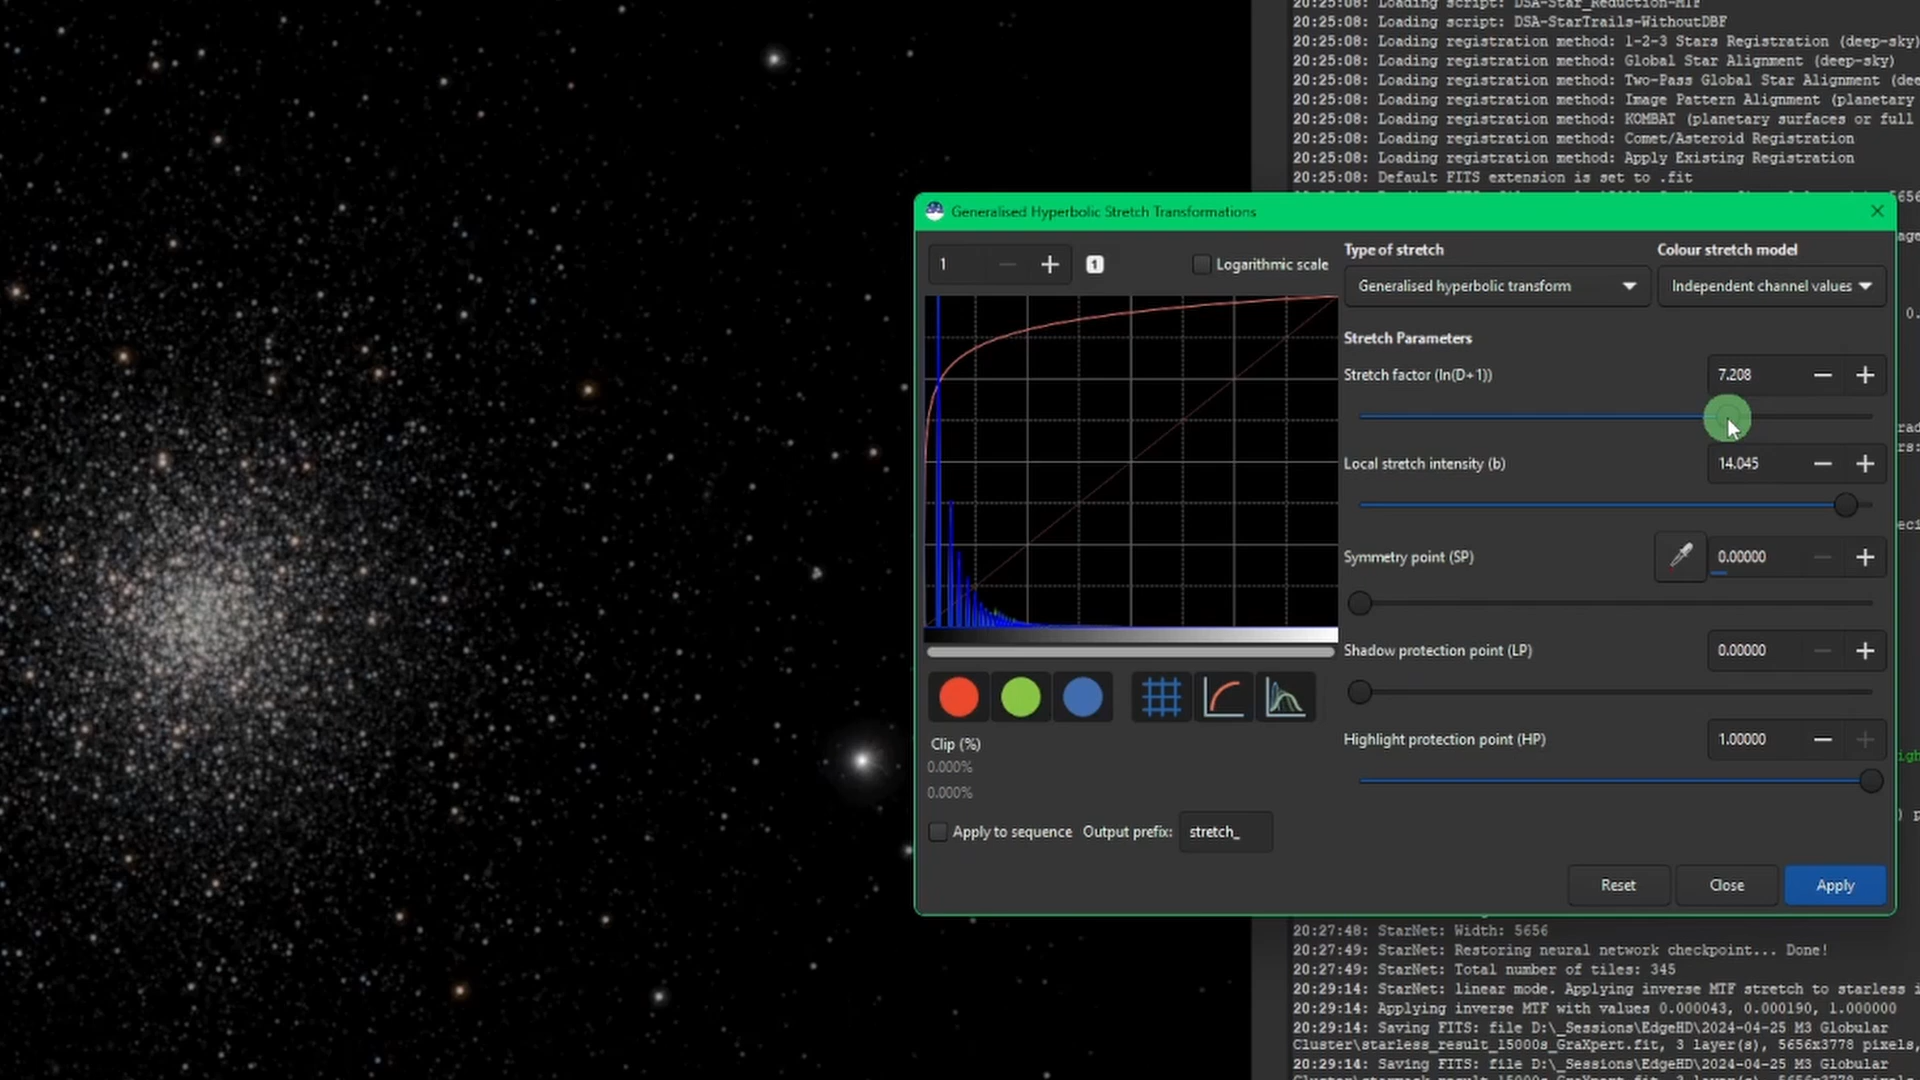 20:25:08: Loading script: DSA-Star_Reduction-MTF
20:25:08: Loading script: DSA-StarTrails-WithoutDBF
20:25:08: Loading registration method: 1-2-3 Stars Registration (deep-sky)
20:25:08: Loading registration method: Global Star Alignment (deep-sky)
20:25:08: Loading registration method: Two-Pass Global Star Alignment (dee
20:25:08: Loading registration method: Image Pattern Alignment (planetary
20:25:08: Loading registration method: KOMBAT (planetary surfaces or full
20:25:08: Loading registration method: Comet/Asteroid Registration
20:25:08: Loading registration method: Apply Existing Registration
20:25:08: Default FITS extension is set to .fit
Generalised Hyperbolic Stretch Transformations
1
1
Logarithmic scale
Type of stretch
Colour stretch model
Generalised hyperbolic transform
Independent channel values
Stretch Parameters
Stretch factor (ln(D+1))
7.208
Local stretch intensity (b)
14.045
Symmetry point (SP)
0.00000
Shadow protection point (LP)
0.00000
Highlight protection point (HP)
1.00000
Clip (%)
0.000%
0.000%
Apply to sequence
Output prefix:
stretch_
Reset
Close
Apply
20:27:48: StarNet: Width: 5656
20:27:49: StarNet: Restoring neural network checkpoint... Done!
20:27:49: StarNet: Total number of tiles: 345
20:29:14: StarNet: linear mode. Applying inverse MTF stretch to starless i
20:29:14: Applying inverse MTF with values 0.000043, 0.000190, 1.000000
20:29:14: Saving FITS: file D:\_Sessions\EdgeHD\2024-04-25 M3 Globular
Cluster\starless_result_15000s_GraXpert.fit, 3 layer(s), 5656x3778 pixels,
20:29:14: Saving FITS: file D:\_Sessions\EdgeHD\2024-04-25 M3 Globular